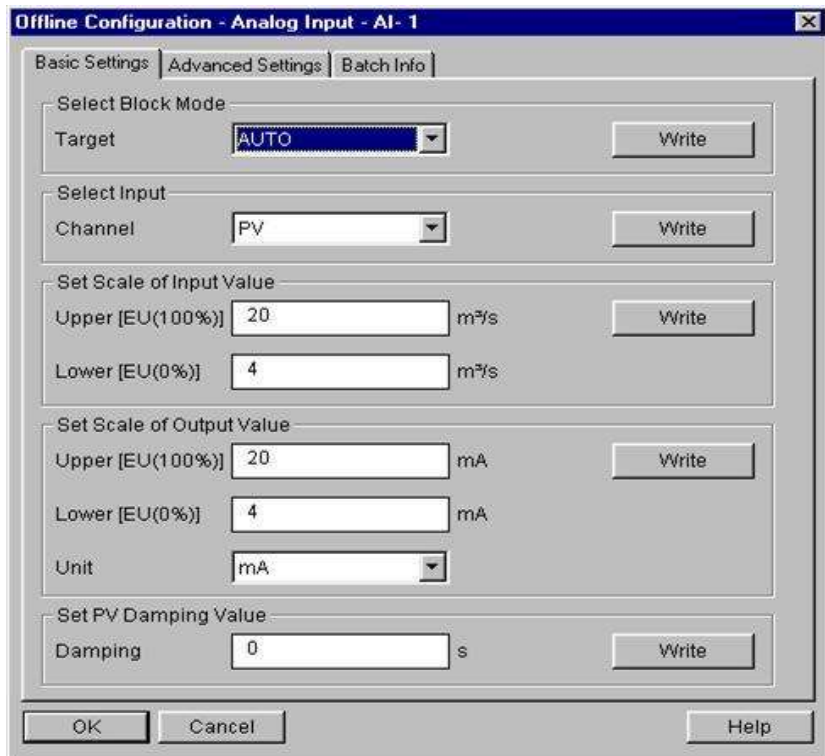 Offline Configuration - Analog Input - AI- 1
Basic Settings Advanced Settings Batch Info
Select Block Mode
Target AUTO Write
Select Input
Channel PV Write
Set Scale of Input Value
Upper [EU(100%)] 20 m³/s Write
Lower [EU(0%)] 4 m³/s
Set Scale of Output Value
Upper [EU(100%)] 20 mA Write
Lower [EU(0%)] 4 mA
Unit mA
Set PV Damping Value
Damping 0 s Write
OK Cancel Help